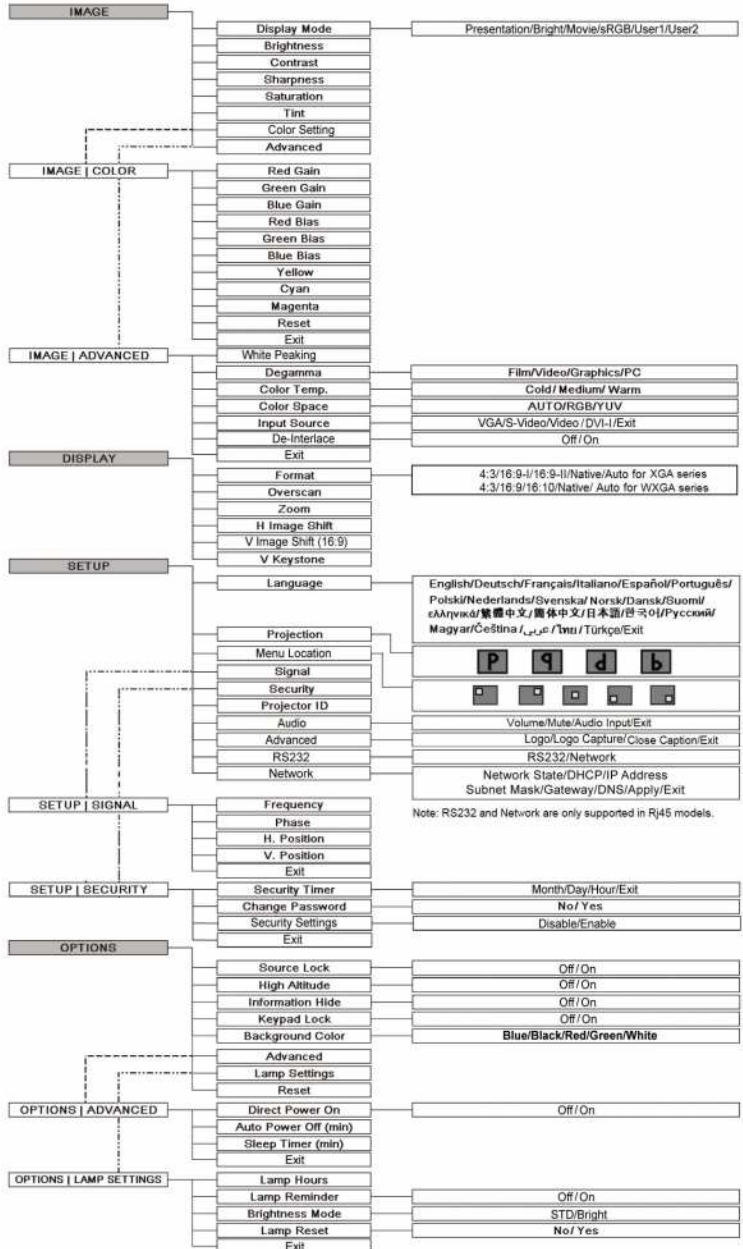 IMAGE
Display Mode Presentation/Bright/Movie/sRGB/User1/User2
Brightness
Contrast
Sharpness
Saturation
Tint
Color Setting
Advanced
IMAGE | COLOR Red Gain
Green Gain
Blue Gain
Red Bias
Green Bias
Blue Bias
Yellow
Cyan
Magenta
Reset
Exit
IMAGE | ADVANCED White Peaking
Degamma Film/Video/Graphics/PC
Color Temp. Cold/ Medium/ Warm
Color Space AUTO/RGB/YUV
Input Source VGA/S-Video/Video/DVI-I/Exit
De-Interlace Off/On
Exit
DISPLAY
Format 4:3/16:9-I/16:9-II/Native/Auto for XGA series
4:3/16:9/16:10/Native/ Auto for WXGA series
Overscan
Zoom
H Image Shift
V Image Shift (16:9)
V Keystone
SETUP
Language English/Deutsch/Français/Italiano/Español/Português/
Polski/Nederlands/Svenska/ Norsk/Dansk/Suomi/
ελληνικά/繁體中文/简体中文/日本語/한국어/Русский/
Magyar/Čeština /عربي/ไทย/Türkçe/Exit
Projection P
Menu Location
Signal
Security
Projector ID
Audio Volume/Mute/Audio Input/Exit
Advanced Logo/Logo Capture/Close Caption/Exit
RS232 RS232/Network
Network Network State/DHCP/IP Address
Subnet Mask/Gateway/DNS/Apply/Exit
Note: RS232 and Network are only supported in Rj45 models.
SETUP | SIGNAL Frequency
Phase
H. Position
V. Position
Exit
SETUP | SECURITY Security Timer Month/Day/Hour/Exit
Change Password No/ Yes
Security Settings Disable/Enable
Exit
OPTIONS
Source Lock Off/On
High Altitude Off/On
Information Hide Off/On
Keypad Lock Off/On
Background Color Blue/Black/Red/Green/White
Advanced
Lamp Settings
Reset
OPTIONS | ADVANCED Direct Power On Off/On
Auto Power Off (min)
Sleep Timer (min)
Exit
OPTIONS | LAMP SETTINGS Lamp Hours
Lamp Reminder Off/On
Brightness Mode STD/Bright
Lamp Reset No/ Yes
Exit